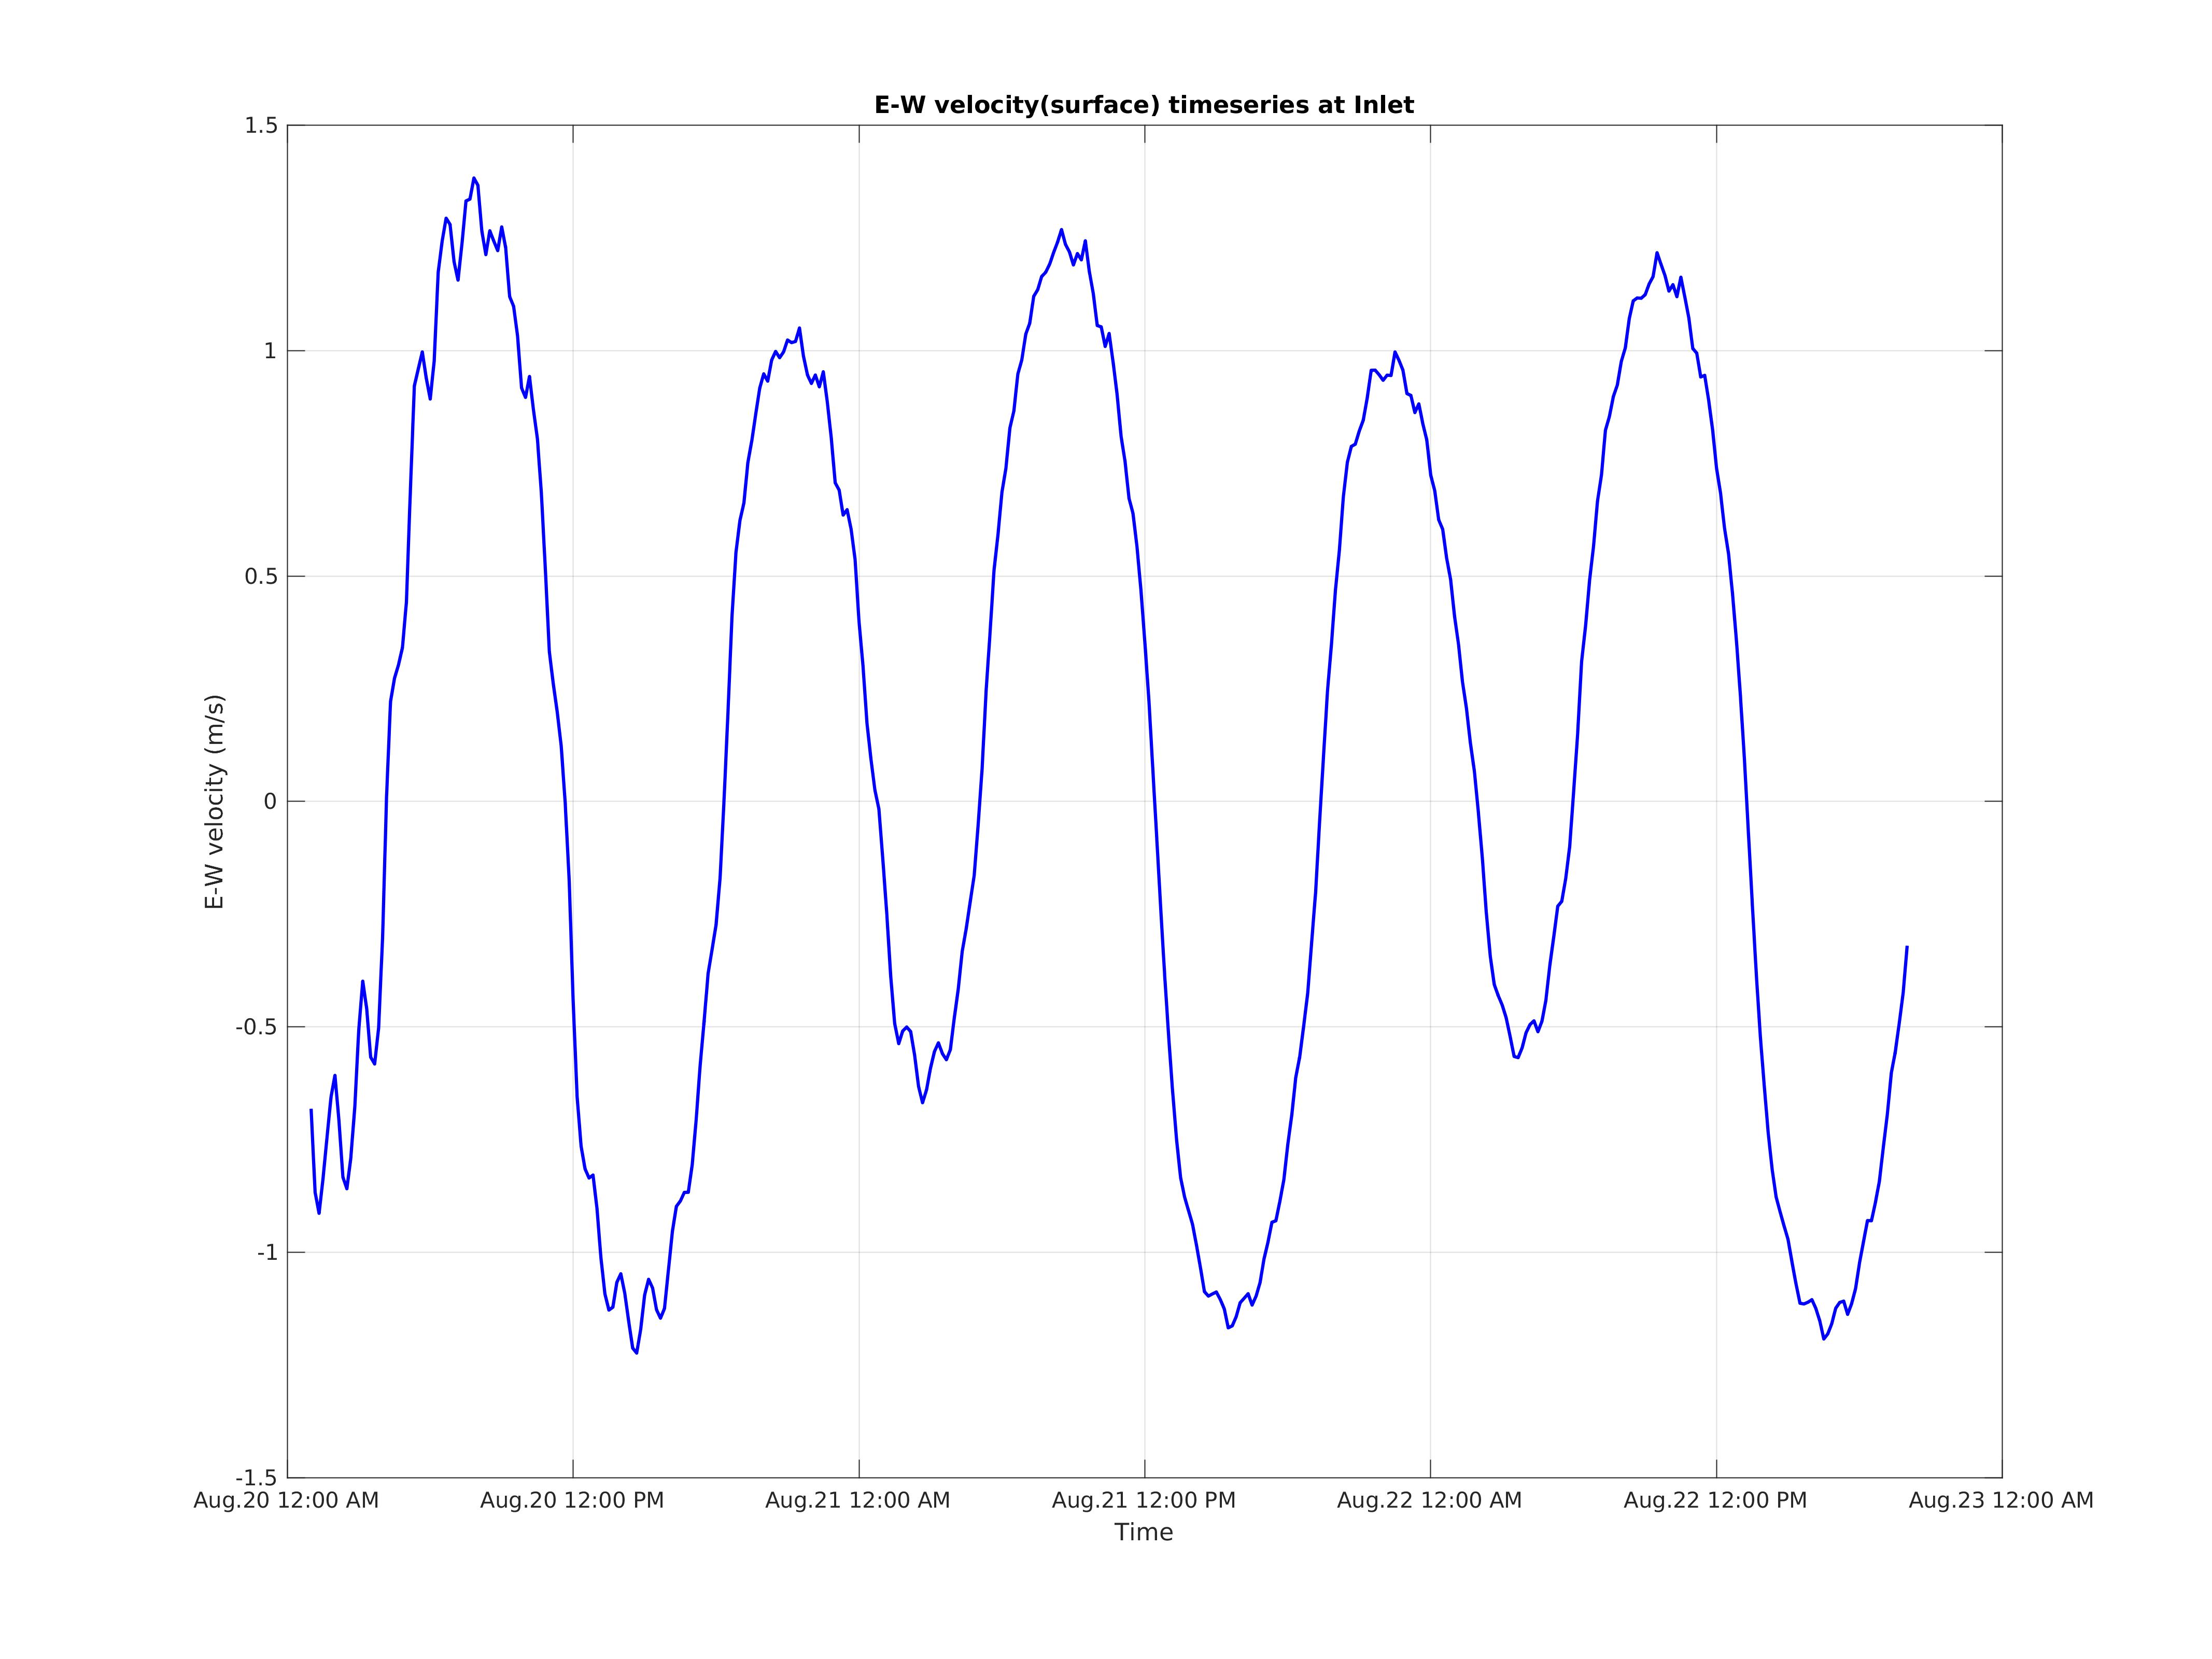 E-W velocity(surface) timeseries at Inlet
1.5
1
0.5
0
-0.5
-1
-1.5
E-W velocity (m/s)
Aug.20 12:00 AM Aug.20 12:00 PM Aug.21 12:00 AM Aug.21 12:00 PM Aug.22 12:00 AM Aug.22 12:00 PM Aug.23 12:00 AM
Time